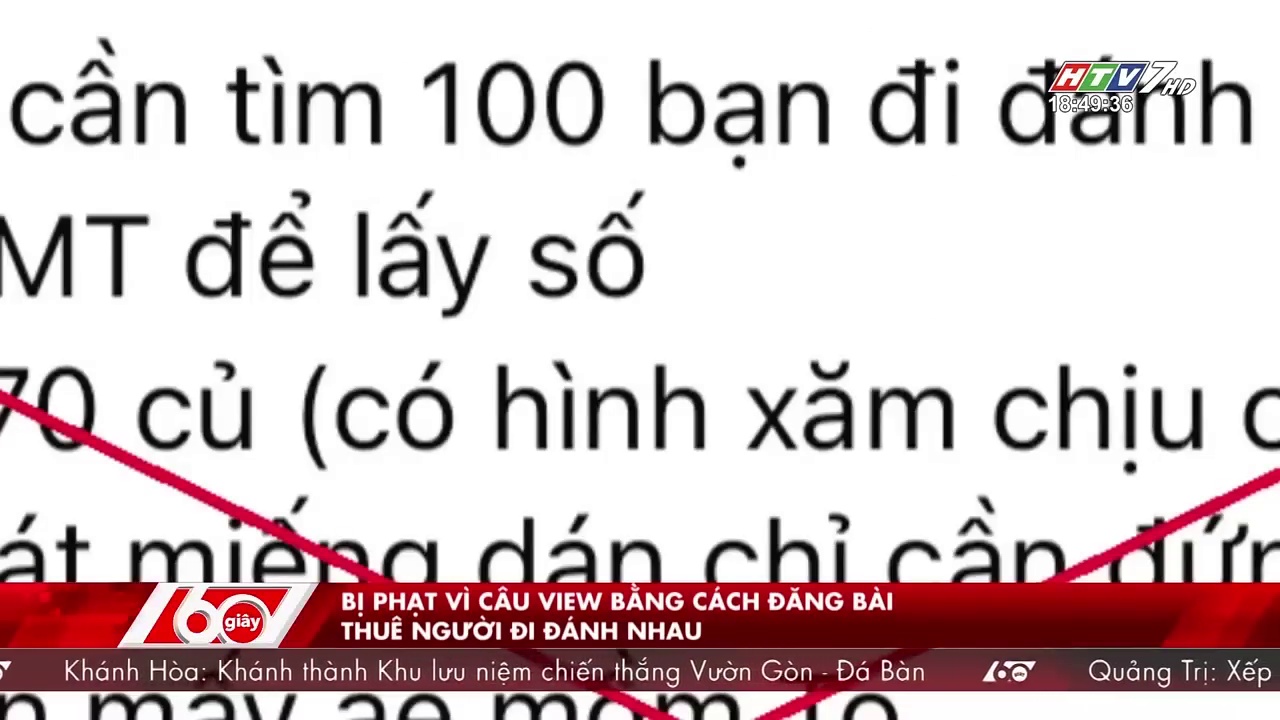 cần tìm 100 bạn đi đánh
HTV7 HD
18:49:36
MT để lấy số
70 củ (có hình xăm chịu
át miếng dán chỉ cần đứn
60 giây
BỊ PHẠT VÌ CÂU VIEW BẰNG CÁCH ĐĂNG BÀI
THUÊ NGƯỜI ĐI ĐÁNH NHAU
Khánh Hòa: Khánh thành Khu lưu niệm chiến thắng Vườn Gòn - Đá Bàn 60 Quảng Trị: Xếp